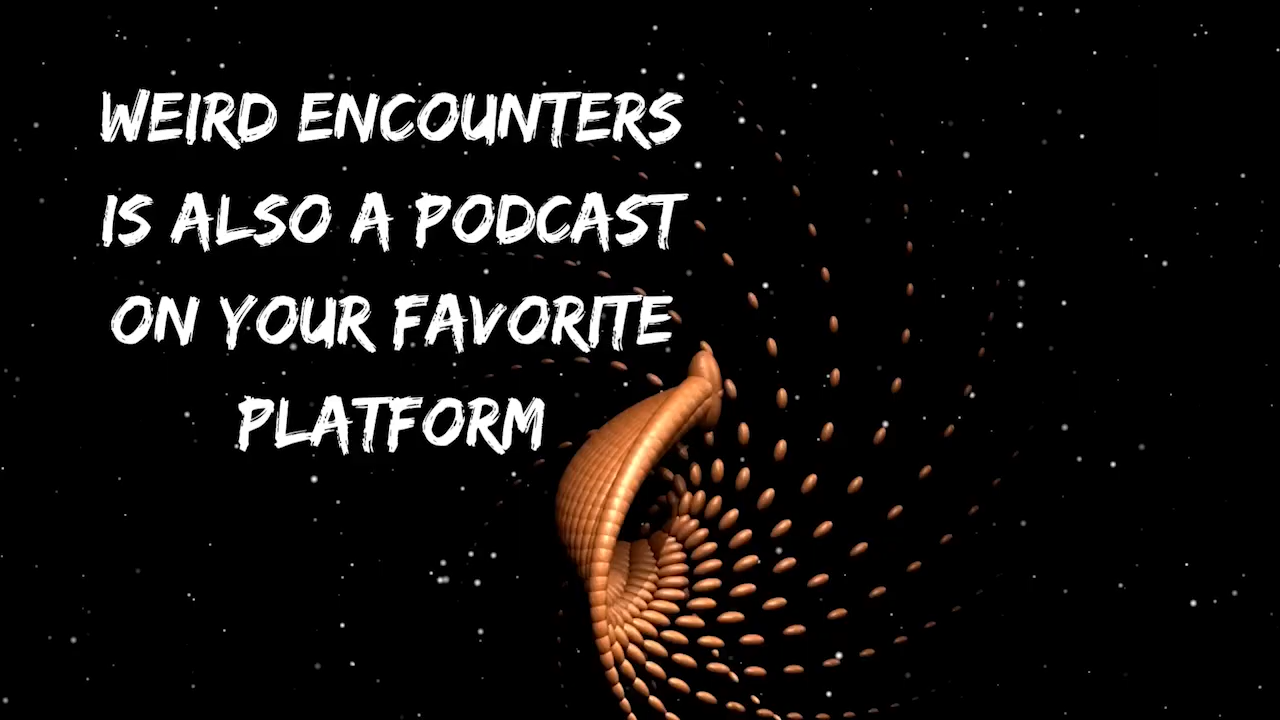 WEIRD ENCOUNTERS
IS ALSO A PODCAST
ON YOUR FAVORITE
PLATFORM